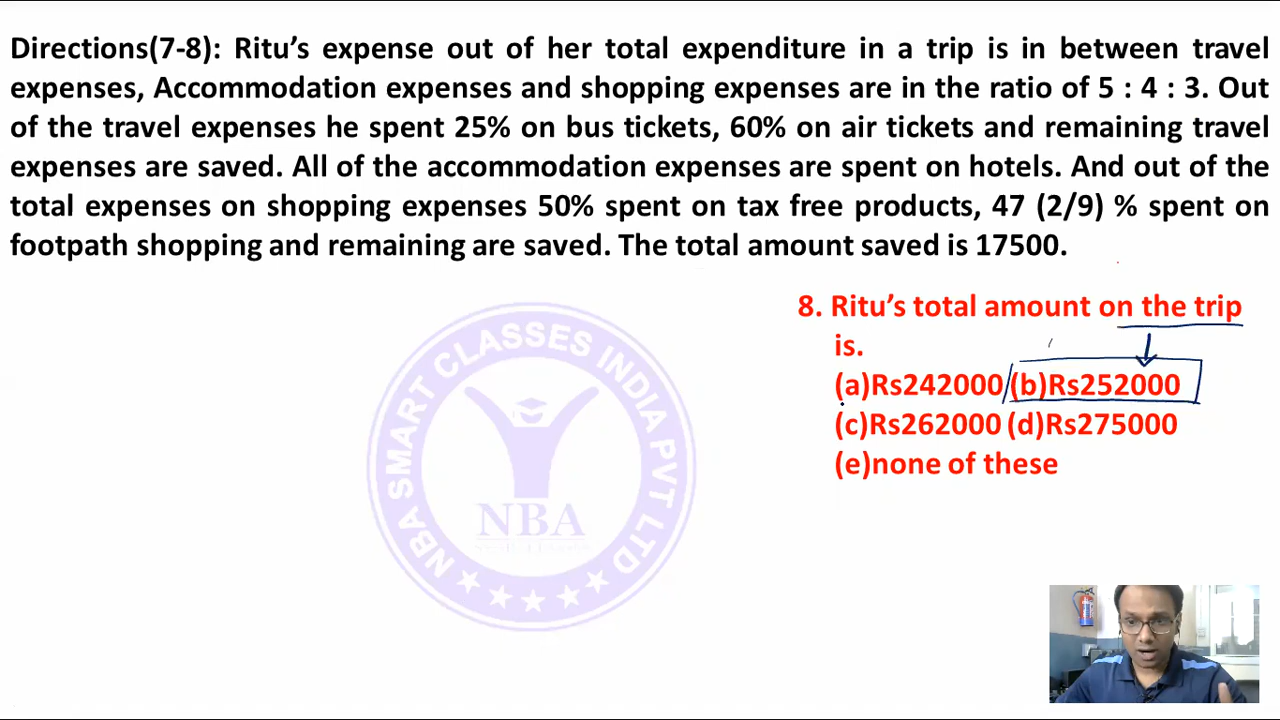 Directions(7-8): Ritu’s expense out of her total expenditure in a trip is in between travel
expenses, Accommodation expenses and shopping expenses are in the ratio of 5 : 4 : 3. Out
of the travel expenses he spent 25% on bus tickets, 60% on air tickets and remaining travel
expenses are saved. All of the accommodation expenses are spent on hotels. And out of the
total expenses on shopping expenses 50% spent on tax free products, 47 (2/9) % spent on
footpath shopping and remaining are saved. The total amount saved is 17500.
8. Ritu’s total amount on the trip
is.
(a)Rs242000 (b)Rs252000
(c)Rs262000 (d)Rs275000
(e)none of these
NBA SMART CLASSES INDIA PVT LTD
NBA